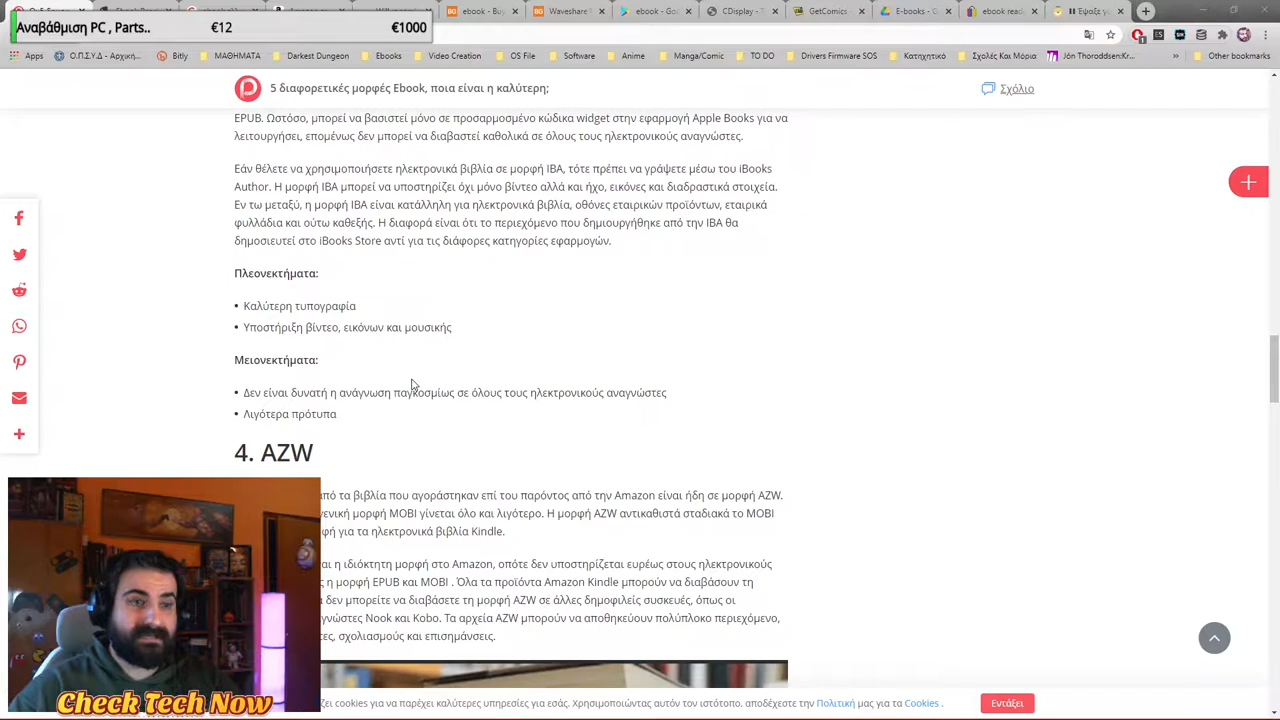 Αναβάθμιση PC , Parts.. €12 €1000
ebook - Bu
Waveshare
ebook - Go
GetComics
E-books - 
ebook read
II Έψαξα γ
Apps Ο.Π.ΣΥ.Δ - Αρχική... Bitly ΜΑΘΗΜΑΤΑ Darkest Dungeon Ebooks Video Creation OS File Software Anime Manga/Comic TO DO Drivers Firmware SOS Κατηχητικό Σχολές Και Μόρια Jón Thoroddsen:Kr... Other bookmarks
5 διαφορετικές μορφές Ebook, ποια είναι η καλύτερη;
Σχόλιο
EPUB. Ωστόσο, μπορεί να βασιστεί μόνο σε προσαρμοσμένο κώδικα widget στην εφαρμογή Apple Books για να
λειτουργήσει, επομένως δεν μπορεί να διαβαστεί καθολικά σε όλους τους ηλεκτρονικούς αναγνώστες.
Εάν θέλετε να χρησιμοποιήσετε ηλεκτρονικά βιβλία σε μορφή IBA, τότε πρέπει να γράψετε μέσω του iBooks
Author. Η μορφή IBA μπορεί να υποστηρίξει όχι μόνο βίντεο αλλά και ήχο, εικόνες και διαδραστικά στοιχεία.
Εν τω μεταξύ, η μορφή IBA είναι κατάλληλη για ηλεκτρονικά βιβλία, οθόνες εταιρικών προϊόντων, εταιρικά
φυλλάδια και ούτω καθεξής. Η διαφορά είναι ότι το περιεχόμενο που δημιουργήθηκε από την IBA θα
δημοσιευτεί στο iBooks Store αντί για τις διάφορες κατηγορίες εφαρμογών.
Πλεονεκτήματα:
• Καλύτερη τυπογραφία
• Υποστήριξη βίντεο, εικόνων και μουσικής
Μειονεκτήματα:
• Δεν είναι δυνατή η ανάγνωση παγκοσμίως σε όλους τους ηλεκτρονικούς αναγνώστες
• Λιγότερα πρότυπα
4. AZW
από τα βιβλία που αγοράστηκαν επί του παρόντος από την Amazon είναι ήδη σε μορφή AZW.
γενική μορφή MOBI γίνεται όλο και λιγότερο. Η μορφή AZW αντικαθιστά σταδιακά το MOBI
φή για τα ηλεκτρονικά βιβλία Kindle.
ναι η ιδιόκτητη μορφή στο Amazon, οπότε δεν υποστηρίζεται ευρέως στους ηλεκτρονικούς
ς η μορφή EPUB και MOBI . Όλα τα προϊόντα Amazon Kindle μπορούν να διαβάσουν τη
ά δεν μπορείτε να διαβάσετε τη μορφή AZW σε άλλες δημοφιλείς συσκευές, όπως οι
γνώστες Nook και Kobo. Τα αρχεία AZW μπορούν να αποθηκεύουν πολύπλοκο περιεχόμενο,
τες, σχολιασμούς και επισημάνσεις.
ζει cookies για να παρέχει καλύτερες υπηρεσίες για εσάς. Χρησιμοποιώντας αυτόν τον ιστότοπο, αποδέχεστε την Πολιτική μας για τα Cookies .
Εντάξει
Check Tech Now